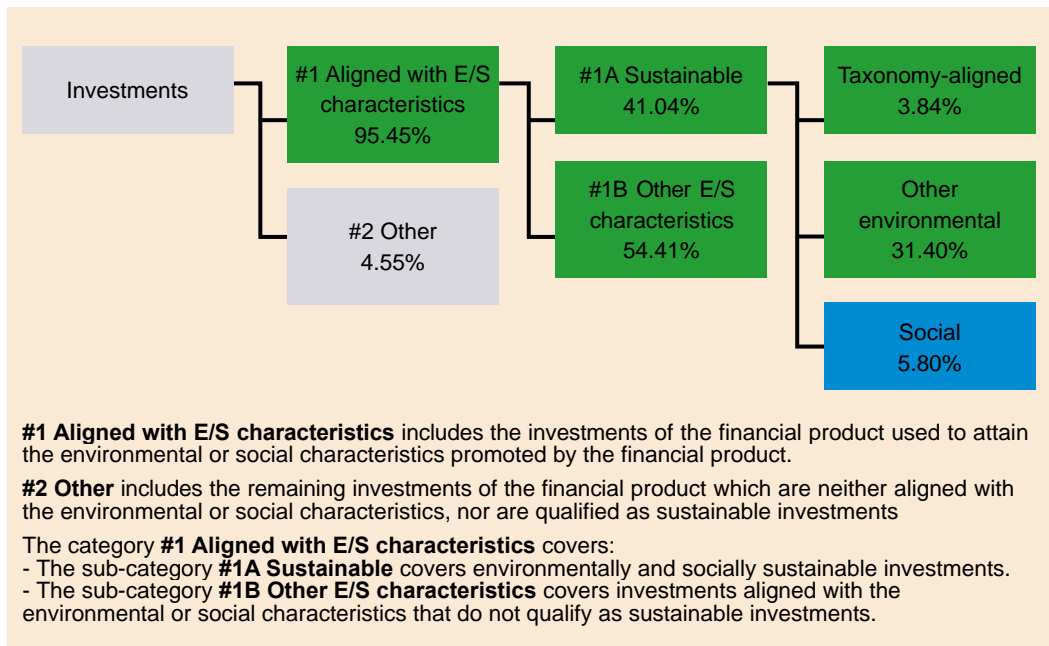 Investments
#1 Aligned with E/S
characteristics
95.45%
#2 Other
4.55%
#1A Sustainable
41.04%
#1B Other E/S
characteristics
54.41%
Taxonomy-aligned
3.84%
Other
environmental
31.40%
Social
5.80%
#1 Aligned with E/S characteristics includes the investments of the financial product used to attain
the environmental or social characteristics promoted by the financial product.
#2 Other includes the remaining investments of the financial product which are neither aligned with
the environmental or social characteristics, nor are qualified as sustainable investments
The category #1 Aligned with E/S characteristics covers:
- The sub-category #1A Sustainable covers environmentally and socially sustainable investments.
- The sub-category #1B Other E/S characteristics covers investments aligned with the
environmental or social characteristics that do not qualify as sustainable investments.